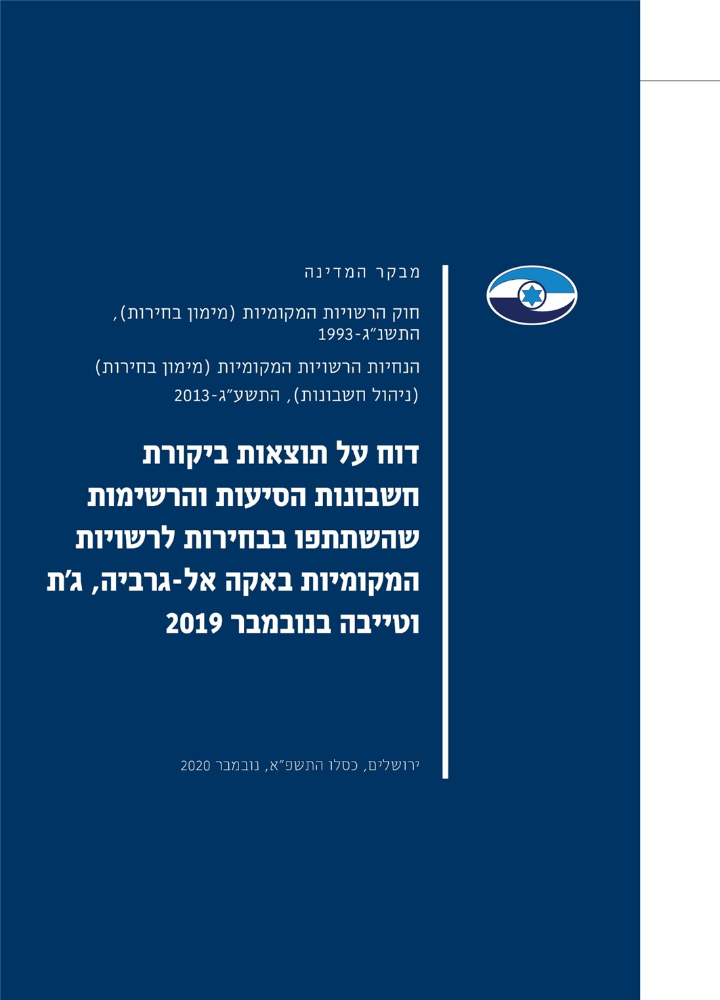 מבקר המדינה
חוק הרשויות המקומיות (מימון בחירות),
התשנ"ג-1993
הנחיות הרשויות המקומיות (מימון בחירות)
(ניהול חשבונות), התשע"ג-2013
דוח על תוצאות ביקורת
חשבונות הסיעות והרשימות
שהשתתפו בבחירות לרשויות
המקומיות באקה אל-גרביה, ג'ת
וטייבה בנובמבר 2019
ירושלים, כסלו התשפ"א, נובמבר 2020